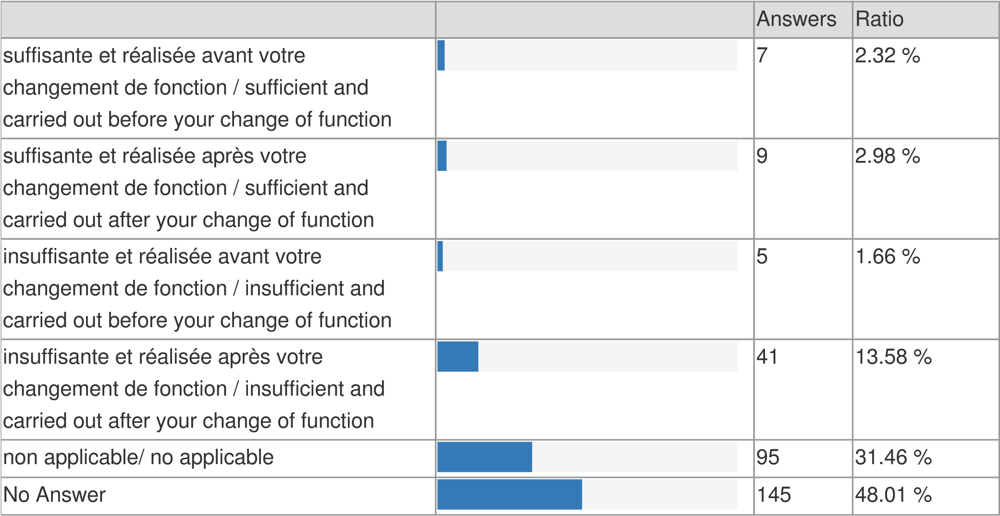 Answers Ratio
suffisante et réalisée avant votre 7 2.32 %
changement de fonction / sufficient and
carried out before your change of function
suffisante et réalisée après votre 9 2.98 %
changement de fonction / sufficient and
carried out after your change of function
insuffisante et réalisée avant votre 5 1.66 %
changement de fonction / insufficient and
carried out before your change of function
insuffisante et réalisée après votre 41 13.58 %
changement de fonction / insufficient and
carried out after your change of function
non applicable/ no applicable 95 31.46 %
No Answer 145 48.01 %